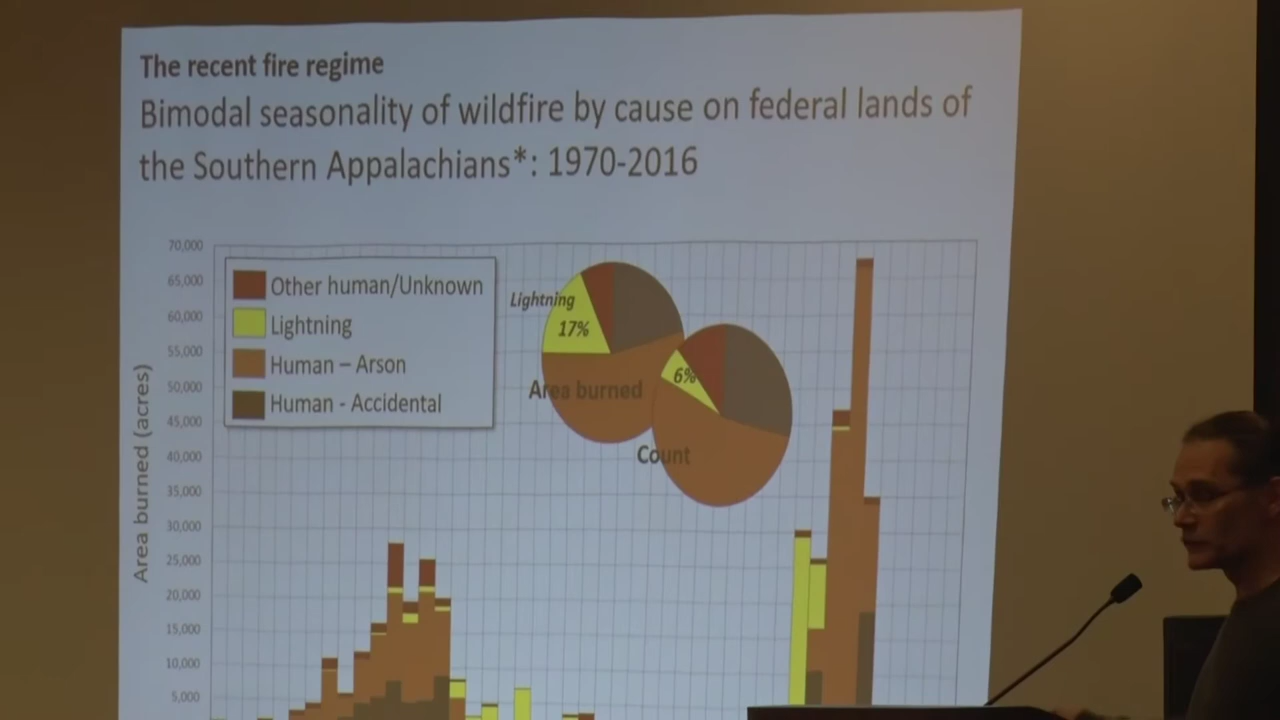 The recent fire regime
Bimodal seasonality of wildfire by cause on federal lands of
the Southern Appalachians*: 1970-2016
70,000
65,000
60,000
55,000
50,000
45,000
40,000
35,000
30,000
25,000
20,000
15,000
10,000
5,000
Area burned (acres)
Other human/Unknown
Lightning
Human – Arson
Human - Accidental
Lightning
17%
Area burned
6%
Count